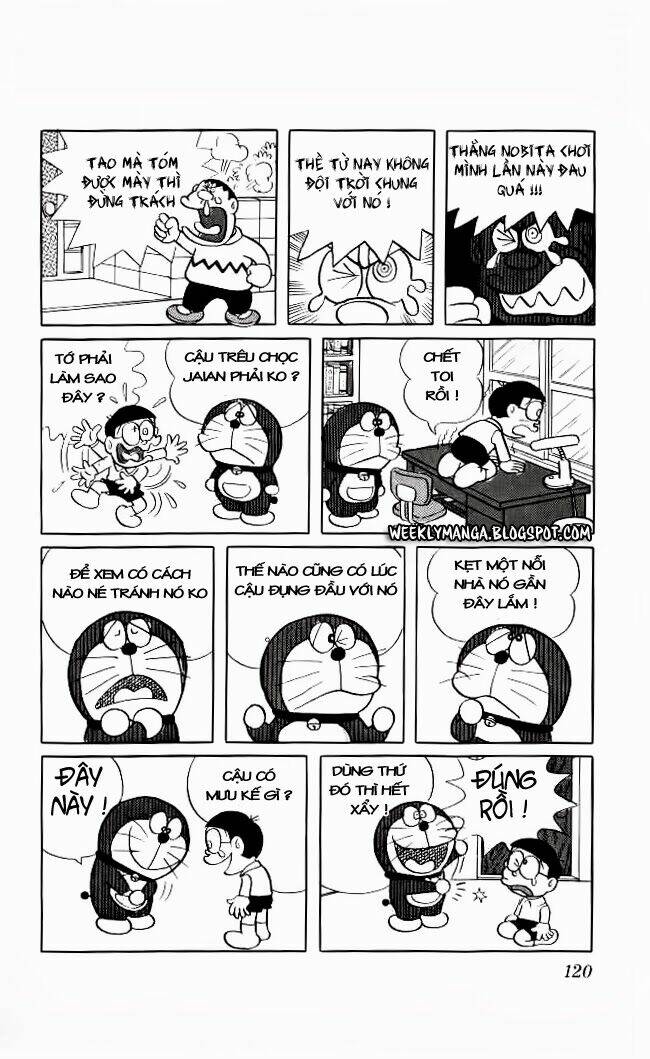 THẰNG NOBITA CHƠI
MÌNH LẦN NÀY ĐAU
QUÁ !!!
THỀ TỪ NAY KHÔNG
ĐỘI TRỜI CHUNG
VỚI NÓ !
TAO MÀ TÓM
ĐƯỢC MÀY THÌ
ĐỪNG TRÁCH
CHẾT
TOI
RỒI !
CẬU TRÊU CHỌC
JAIAN PHẢI KO ?
TỚ PHẢI
LÀM SAO
ĐÂY ?
WEEKLYMANGA.BLOGSPOT.COM
KẸT MỘT NỖI
NHÀ NÓ GẦN
ĐÂY LẮM !
THẾ NÀO CŨNG CÓ LÚC
CẬU ĐỤNG ĐẦU VỚI NÓ
ĐỂ XEM CÓ CÁCH
NÀO NÉ TRÁNH NÓ KO
ĐÚNG
RỒI !
DÙNG THỨ
ĐÓ THÌ HẾT
XẨY !
CẬU CÓ
MƯU KẾ GÌ ?
ĐÂY
NÀY !
120